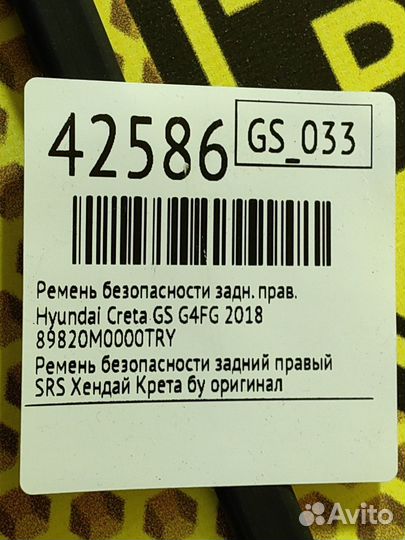 42586
GS_033
Ремень безопасности задн. прав.
Hyundai Creta GS G4FG 2018
89820M0000TRY
Ремень безопасности задний правый
SRS Хендай Крета бу оригинал
Avito